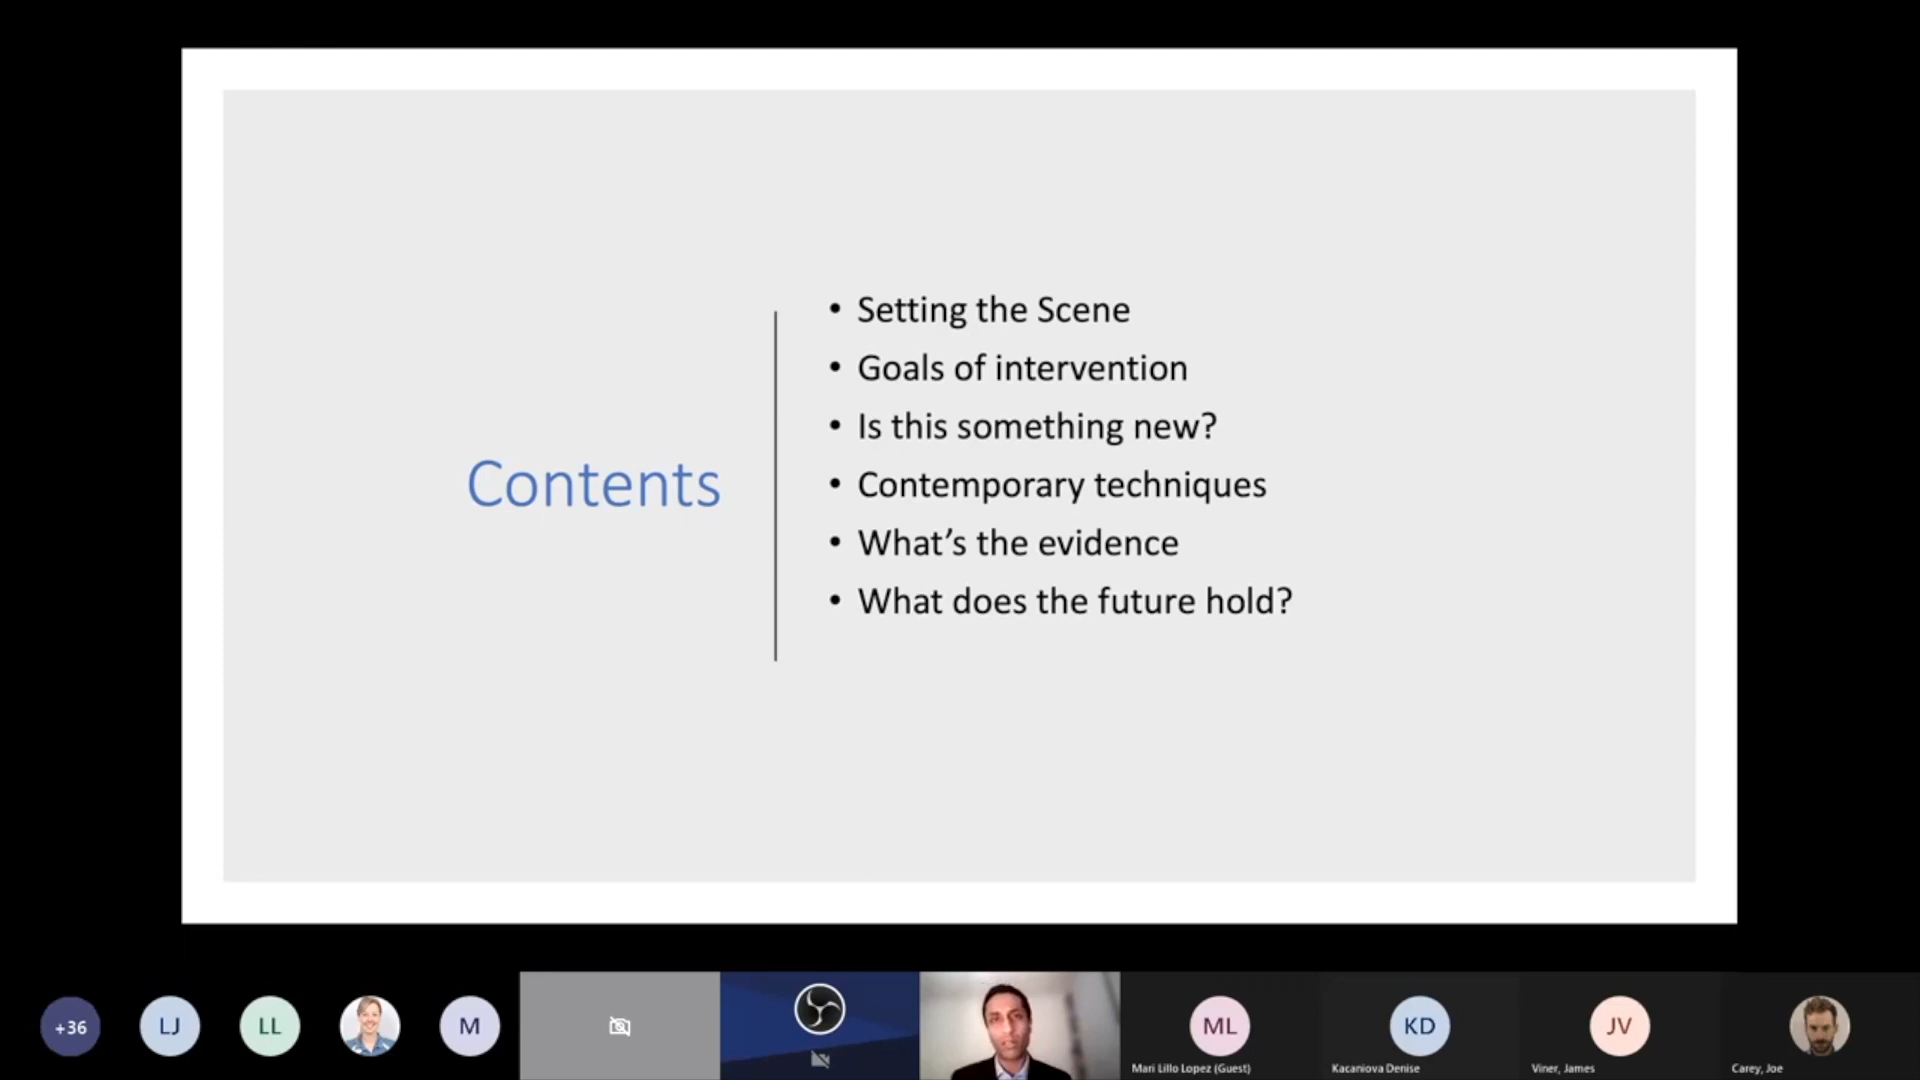 Contents
• Setting the Scene
• Goals of intervention
• Is this something new?
• Contemporary techniques
• What’s the evidence
• What does the future hold?
+36
LJ
LL
M
ML
KD
JV
Mari Lillo Lopez (Guest)
Kacaniova Denise
Viner, James
Carey, Joe